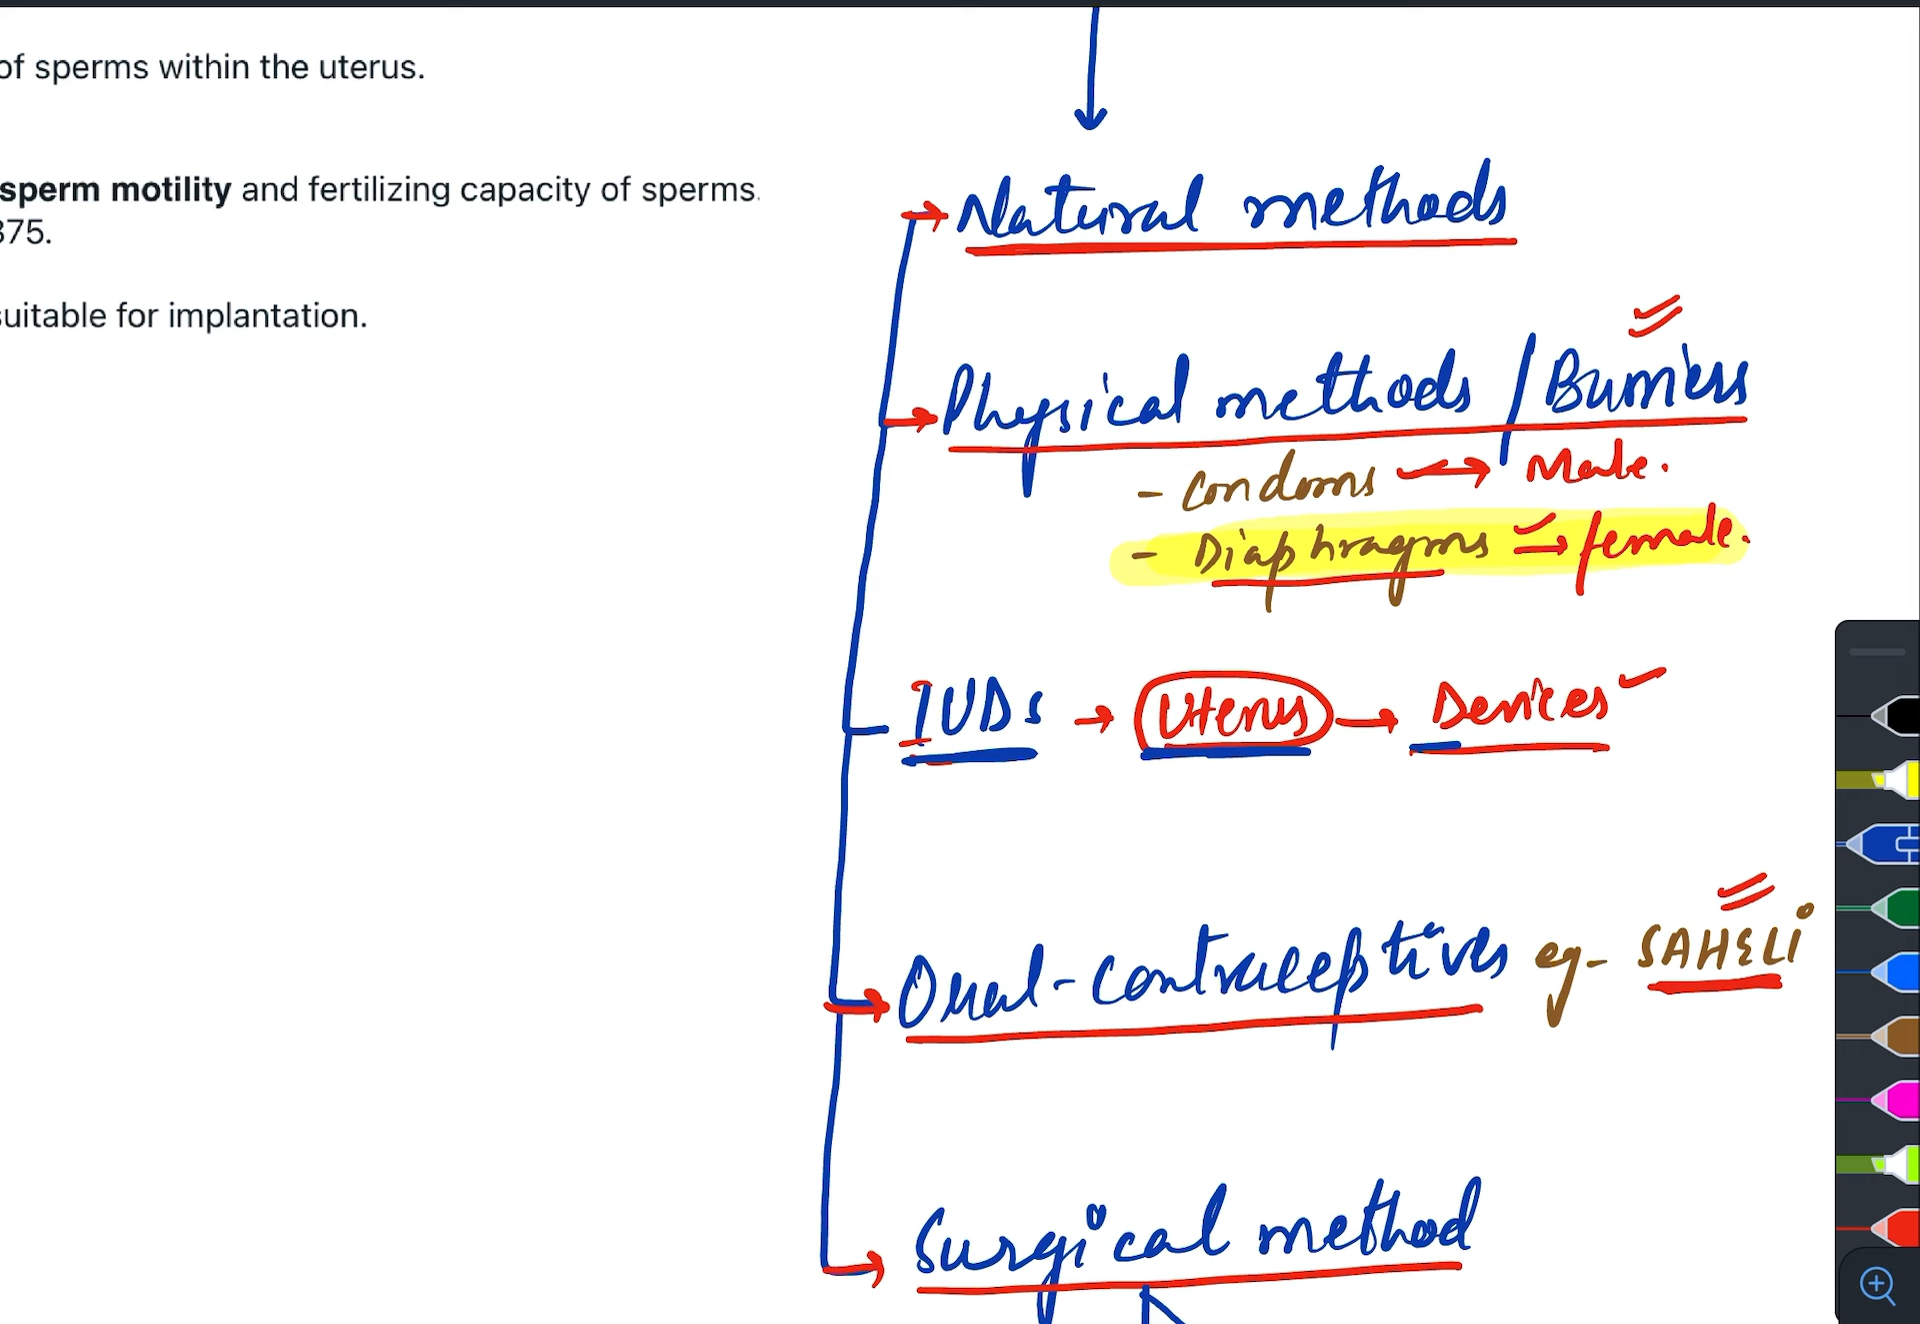 of sperms within the uterus.
sperm motility and fertilizing capacity of sperms.
375.
suitable for implantation.
Natural methods
Physical methods / Barriers
- Condoms → Male.
- Diaphragms → female.
IUDs → Uterus → Devices
Oral-contraceptives eg- SAHELi
Surgical method